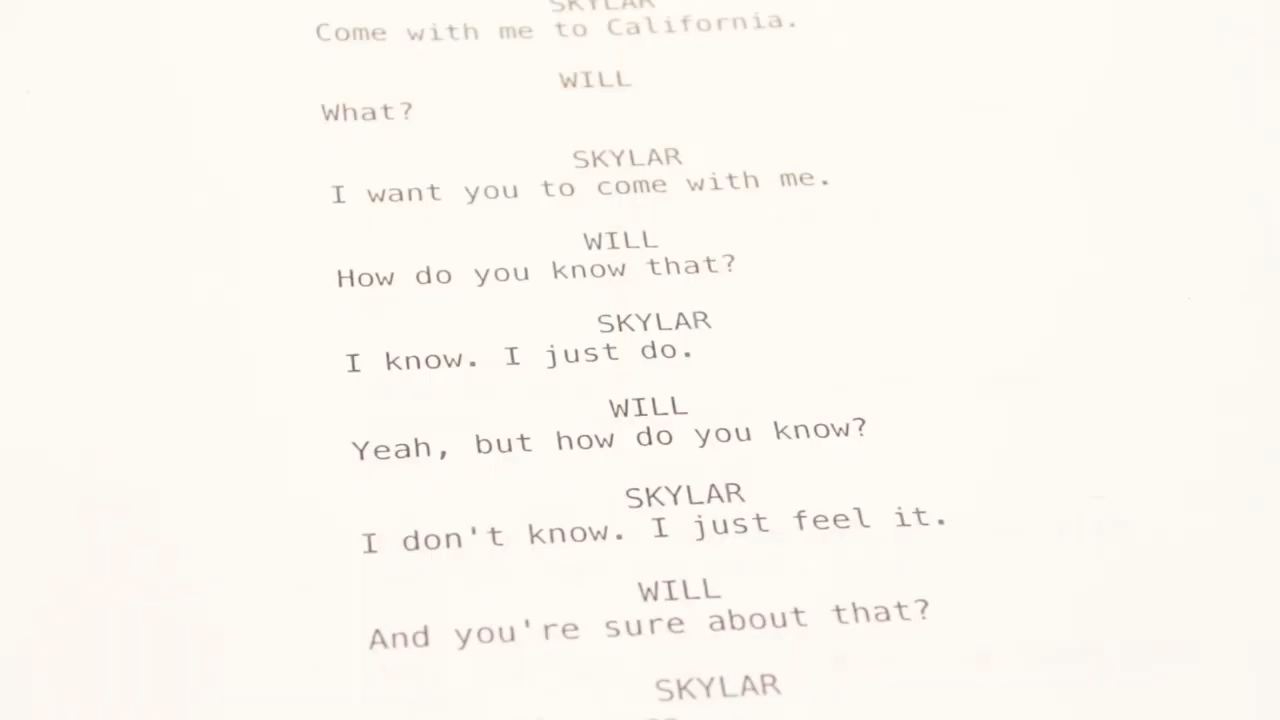 SKYLAR
Come with me to California.
WILL
What?
SKYLAR
I want you to come with me.
WILL
How do you know that?
SKYLAR
I know. I just do.
WILL
Yeah, but how do you know?
SKYLAR
I don't know. I just feel it.
WILL
And you're sure about that?
SKYLAR